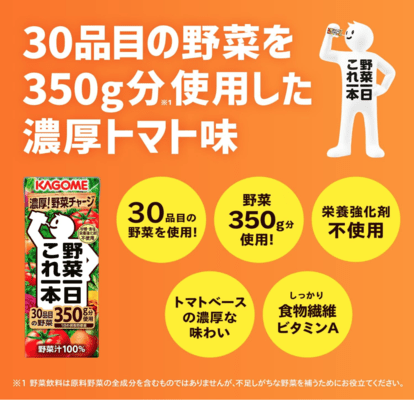 30品目の野菜を
350g分※1使用した
濃厚トマト味
野菜一日
これ一本
KAGOME
濃厚!野菜チャージ
不使用
野菜一日
これ一本
30品目
の野菜
350g分
使用
野菜汁100%
30品目の
野菜を使用!
野菜
350g分
使用!
栄養強化剤
不使用
トマトベース
の濃厚な
味わい
しっかり
食物繊維
ビタミンA
※1 野菜飲料は原料野菜の全成分を含むものではありませんが、不足しがちな野菜を補うためにお役立てください。